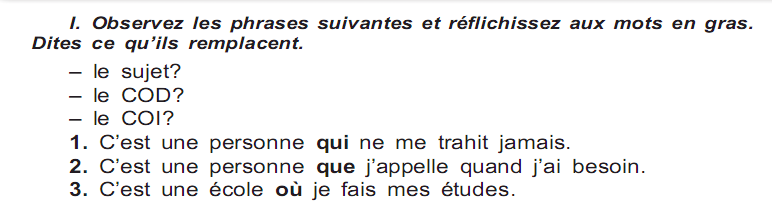 I. Observez les phrases suivantes et réflichissez aux mots en gras.
Dites ce qu'ils remplacent.
– le sujet?
– le COD?
– le COI?
1. C'est une personne qui ne me trahit jamais.
2. C'est une personne que j'appelle quand j'ai besoin.
3. C'est une école où je fais mes études.